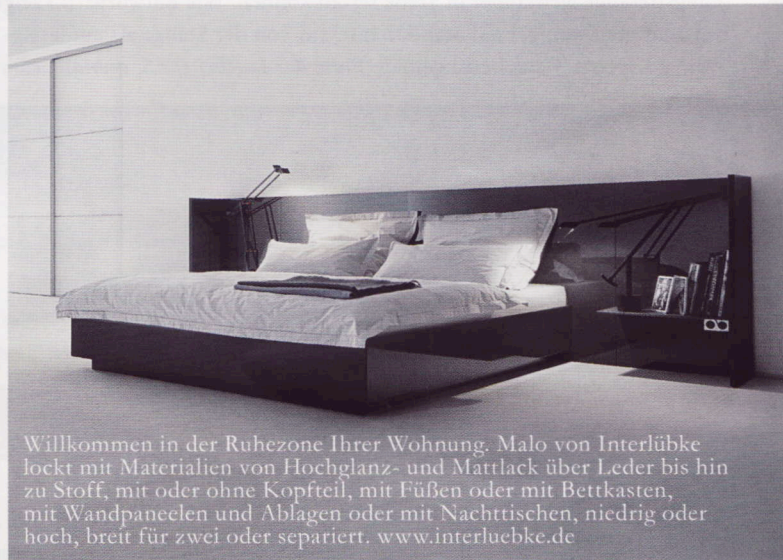 Willkommen in der Ruhezone Ihrer Wohnung. Malo von Interlübke
lockt mit Materialien von Hochglanz- und Mattlack über Leder bis hin
zu Stoff, mit oder ohne Kopfteil, mit Füßen oder mit Bettkasten,
mit Wandpaneelen und Ablagen oder mit Nachttischen, niedrig oder
hoch, breit für zwei oder separiert. www.interluebke.de